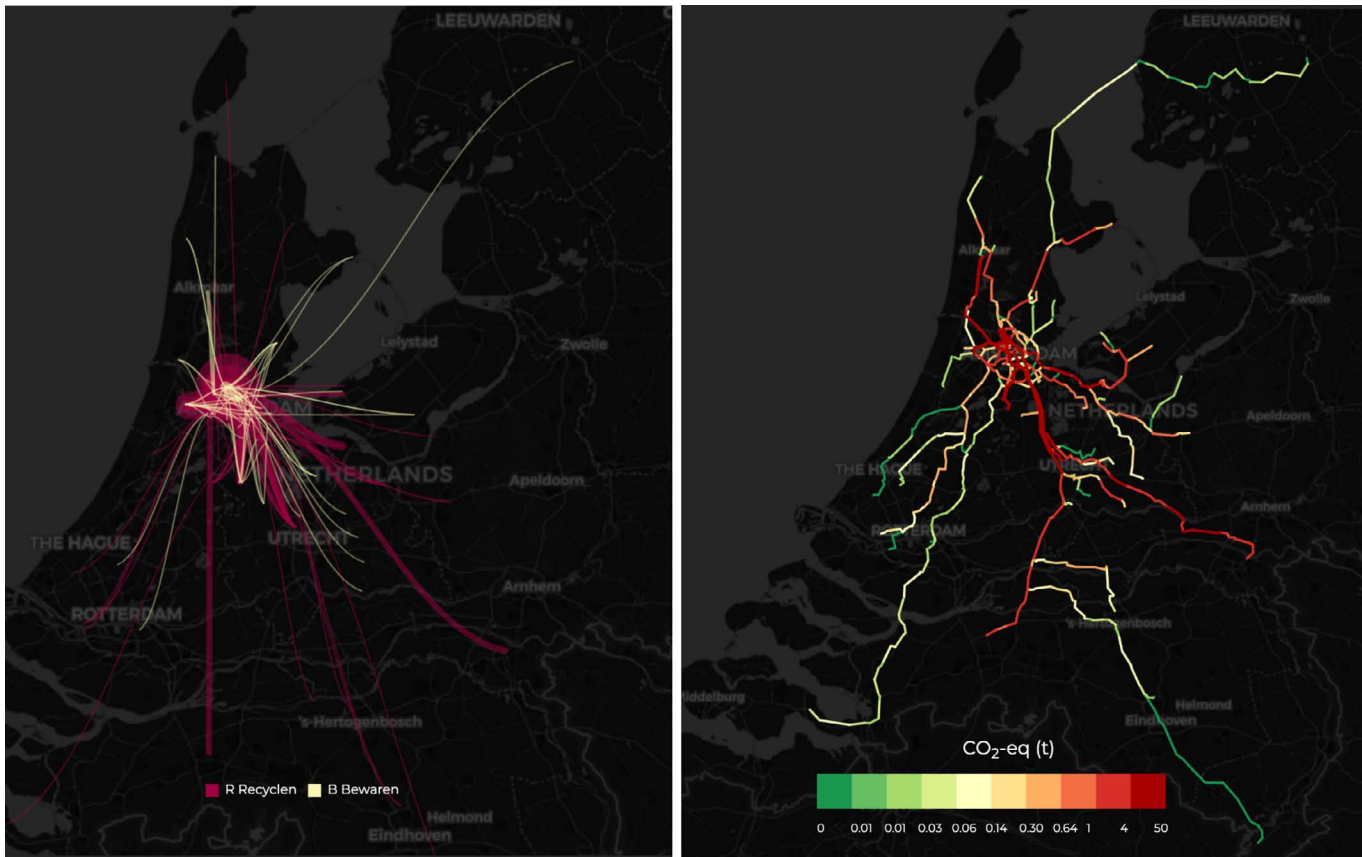 LEEUWARDEN
Alkmaar
Lelystad
Zwolle
NETHERLANDS
Apeldoorn
UTRECHT
THE HAGUE
Arnhem
ROTTERDAM
's-Hertogenbosch
R Recyclen B Bewaren
Helmond
Eindhoven
LEEUWARDEN
Alkmaar
Lelystad
Zwolle
NETHERLANDS
Apeldoorn
THE HAGUE
UTRECHT
Arnhem
ROTTERDAM
's-Hertogenbosch
Middelburg
Helmond
Eindhoven
CO₂-eq (t)
0 0.01 0.01 0.03 0.06 0.14 0.30 0.64 1 4 50